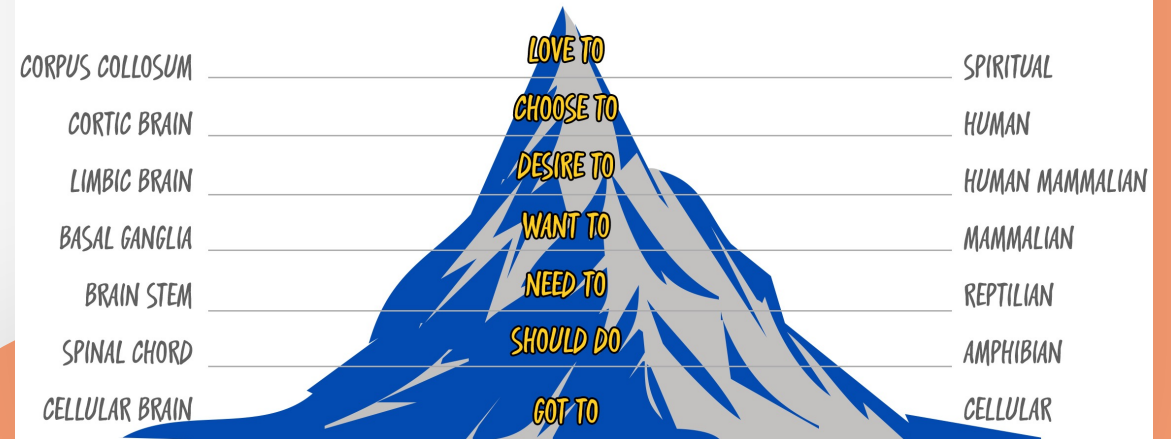 CORPUS COLLOSUM LOVE TO SPIRITUAL
CORTIC BRAIN CHOOSE TO HUMAN
LIMBIC BRAIN DESIRE TO HUMAN MAMMALIAN
BASAL GANGLIA WANT TO MAMMALIAN
BRAIN STEM NEED TO REPTILIAN
SPINAL CHORD SHOULD DO AMPHIBIAN
CELLULAR BRAIN GOT TO CELLULAR